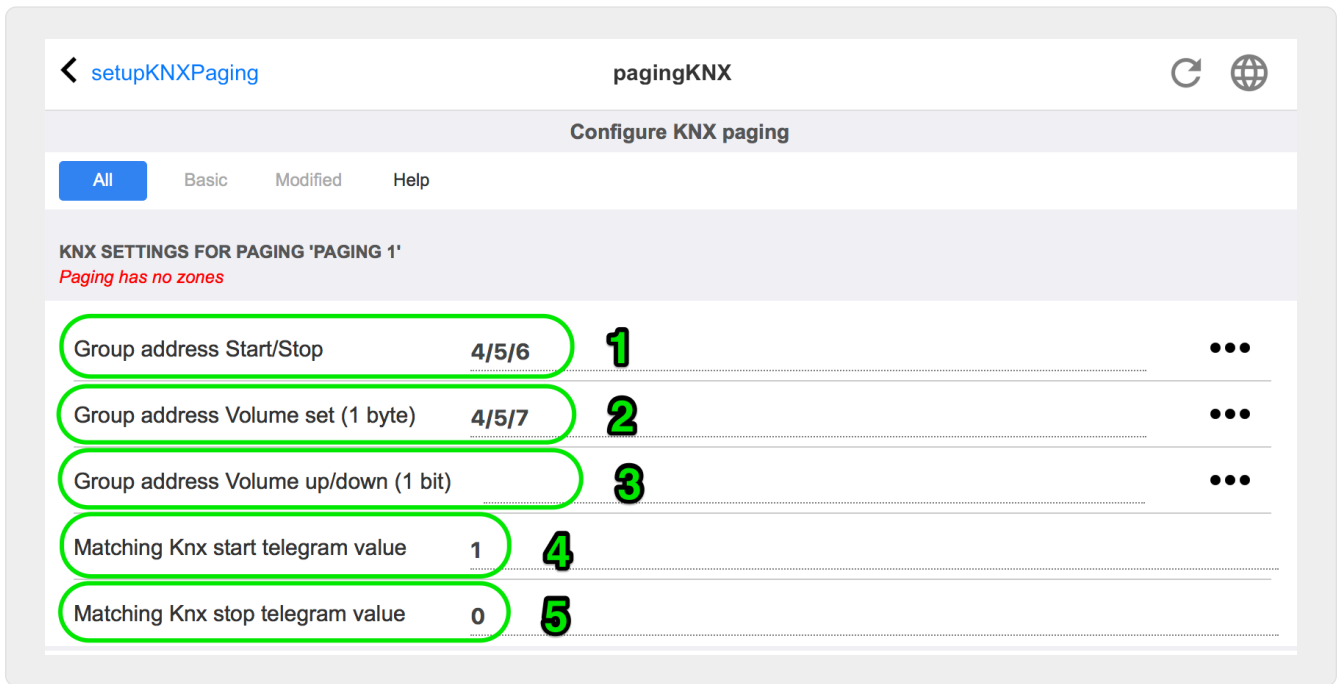 setupKNXPaging pagingKNX
Configure KNX paging
All Basic Modified Help
KNX SETTINGS FOR PAGING 'PAGING 1'
Paging has no zones
Group address Start/Stop 4/5/6 1
Group address Volume set (1 byte) 4/5/7 2
Group address Volume up/down (1 bit) 3
Matching Knx start telegram value 1 4
Matching Knx stop telegram value 0 5